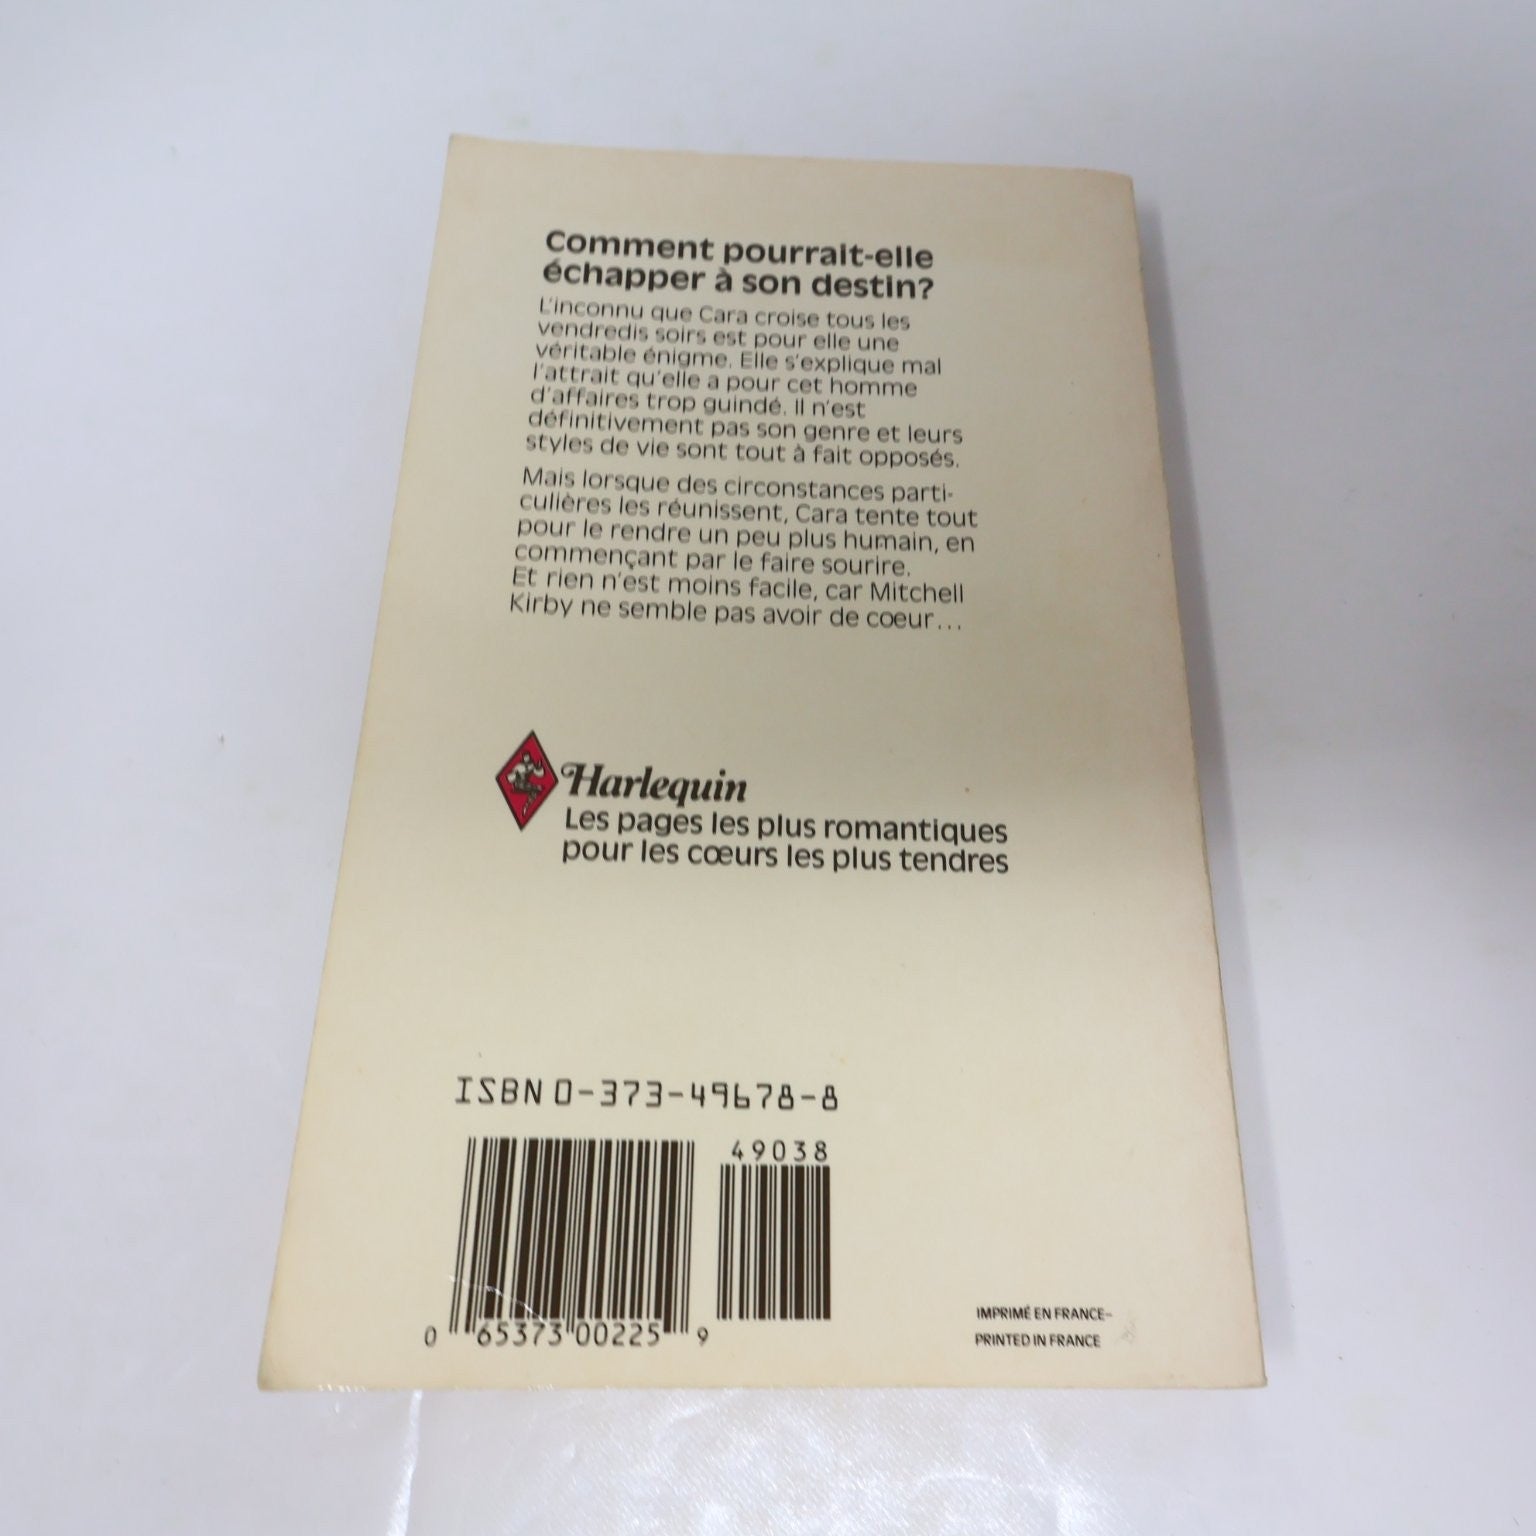 Comment pourrait-elle
échapper à son destin?
L'inconnu que Cara croise tous les
vendredis soirs est pour elle une
véritable énigme. Elle s'explique mal
l'attrait qu'elle a pour cet homme
d'affaires trop guindé. Il n'est
définitivement pas son genre et leurs
styles de vie sont tout à fait opposés.
Mais lorsque des circonstances parti-
culières les réunissent, Cara tente tout
pour le rendre un peu plus humain, en
commençant par le faire sourire.
Et rien n'est moins facile, car Mitchell
Kirby ne semble pas avoir de cœur...
Harlequin
Les pages les plus romantiques
pour les cœurs les plus tendres
ISBN 0-373-49678-8
49038
0 65373 00225 9
IMPRIMÉ EN FRANCE-
PRINTED IN FRANCE